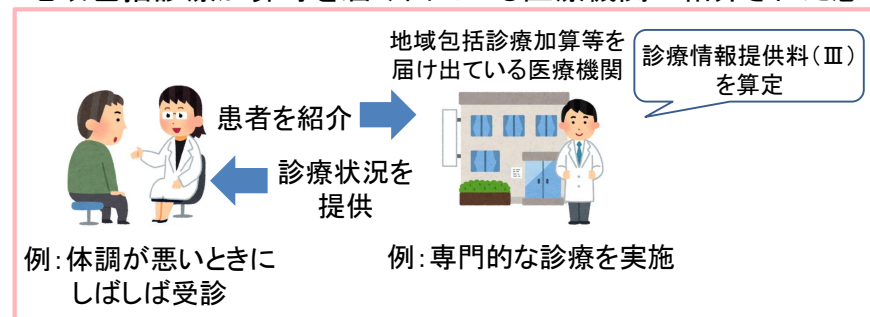 地域包括診療加算等を
届け出ている医療機関
診療情報提供料(Ⅲ)
を算定
患者を紹介
診療状況を
提供
例:体調が悪いときに
しばしば受診
例:専門的な診療を実施